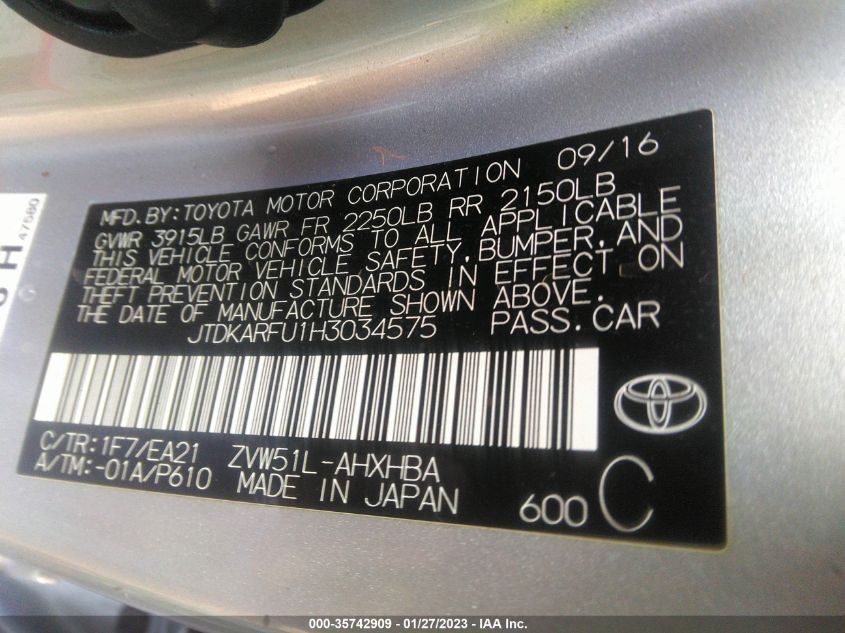 MFD. BY: TOYOTA MOTOR CORPORATION 09/16
GVWR 3915LB GAWR FR 2250LB RR 2150LB
THIS VEHICLE CONFORMS TO ALL APPLICABLE
FEDERAL MOTOR VEHICLE SAFETY, BUMPER, AND
THEFT PREVENTION STANDARDS IN EFFECT ON
THE DATE OF MANUFACTURE SHOWN ABOVE.
JTDKARFU1H3034575 PASS. CAR
C/TR: 1F7/EA21 ZVW51L-AHXHBA
A/TM: -01A/P610 MADE IN JAPAN
600 C
H
47580
000-35742909 - 01/27/2023 - IAA Inc.